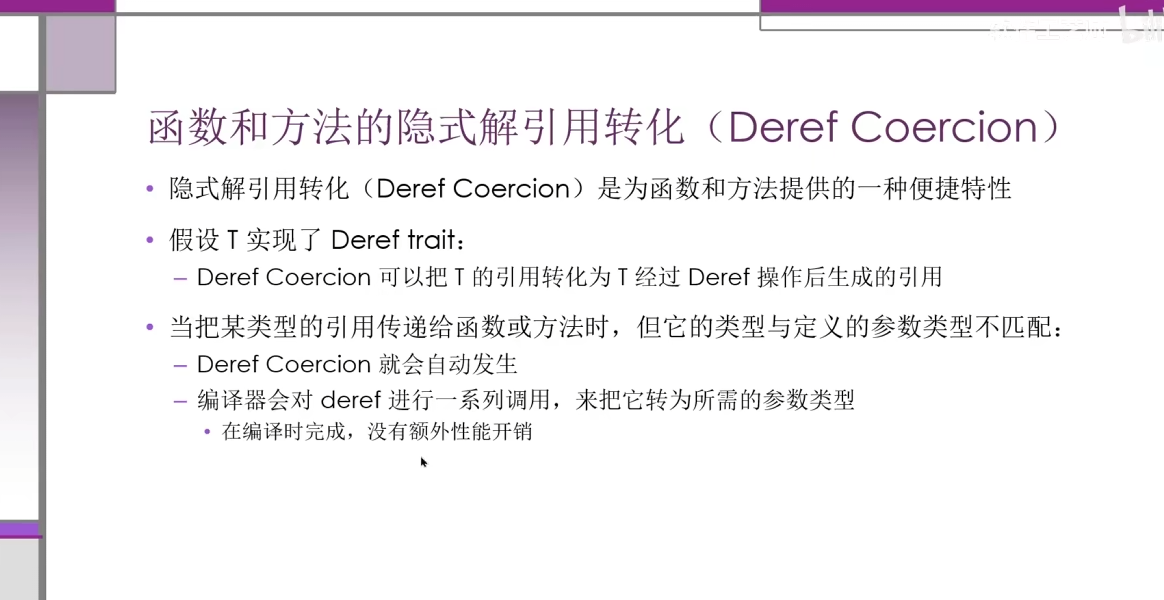 函数和方法的隐式解引用转化（Deref Coercion）
• 隐式解引用转化（Deref Coercion）是为函数和方法提供的一种便捷特性
• 假设 T 实现了 Deref trait：
– Deref Coercion 可以把 T 的引用转化为 T 经过 Deref 操作后生成的引用
• 当把某类型的引用传递给函数或方法时，但它的类型与定义的参数类型不匹配：
– Deref Coercion 就会自动发生
– 编译器会对 deref 进行一系列调用，来把它转为所需的参数类型
• 在编译时完成，没有额外性能开销